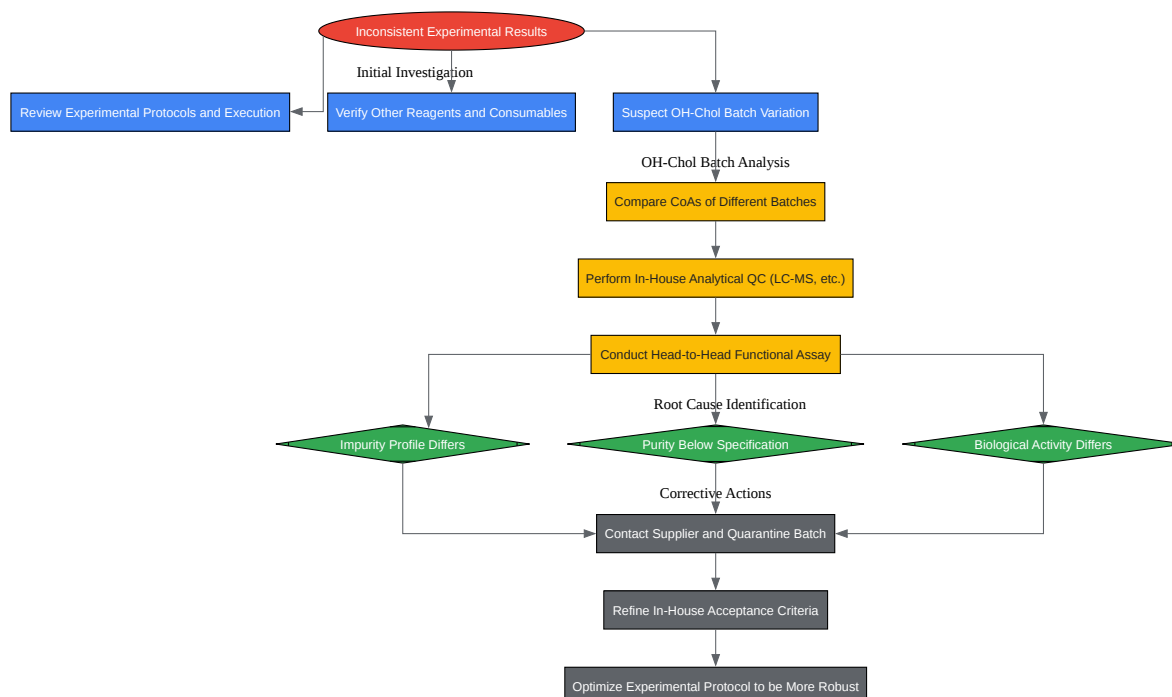 Inconsistent Experimental Results
Initial Investigation
Review Experimental Protocols and Execution
Verify Other Reagents and Consumables
Suspect OH-Chol Batch Variation
OH-Chol Batch Analysis
Compare CoAs of Different Batches
Perform In-House Analytical QC (LC-MS, etc.)
Conduct Head-to-Head Functional Assay
Root Cause Identification
Impurity Profile Differs
Purity Below Specification
Biological Activity Differs
Corrective Actions
Contact Supplier and Quarantine Batch
Refine In-House Acceptance Criteria
Optimize Experimental Protocol to be More Robust